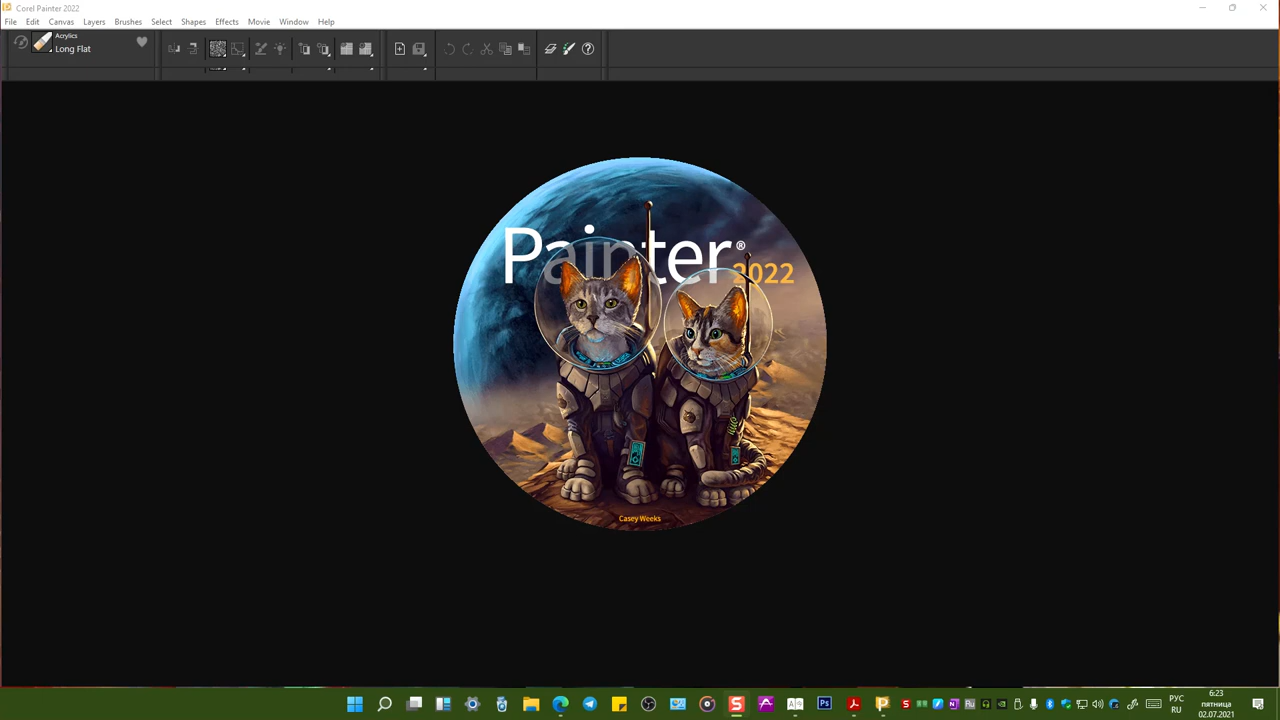 Corel Painter 2022
File Edit Canvas Layers Brushes Select Shapes Effects Movie Window Help
Acrylics
Long Flat
Painter®
2022
Casey Weeks
РУС
RU
6:23
пятница
02.07.2021